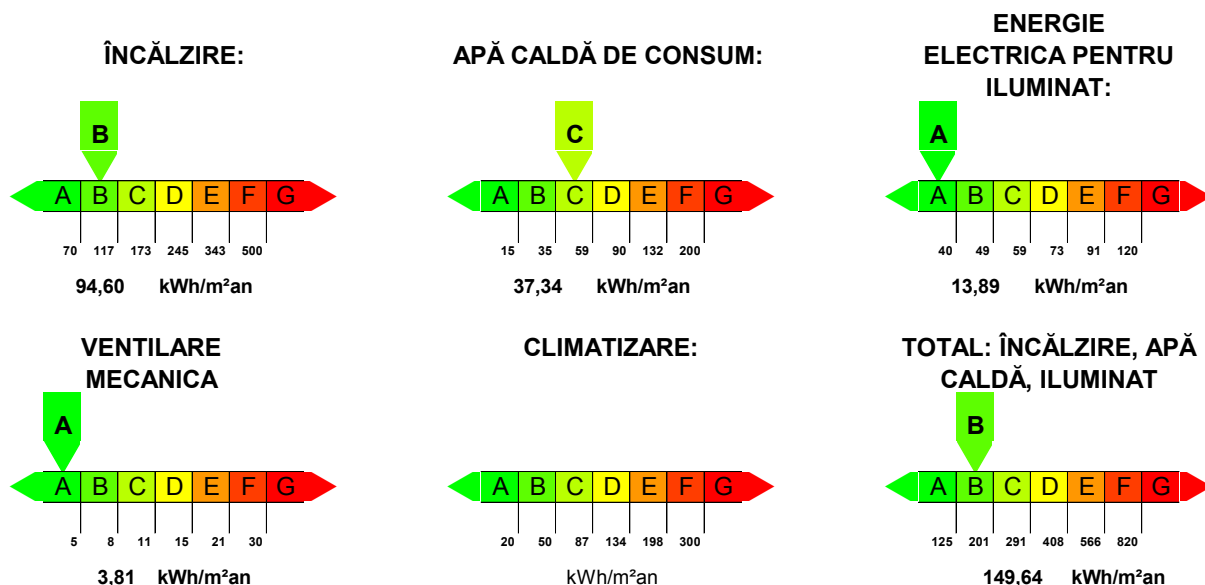 ÎNCĂLZIRE:
B
A B C D E F G
70 117 173 245 343 500
94,60 kWh/m²an
APĂ CALDĂ DE CONSUM:
C
A B C D E F G
15 35 59 90 132 200
37,34 kWh/m²an
ENERGIE
ELECTRICA PENTRU
ILUMINAT:
A
A B C D E F G
40 49 59 73 91 120
13,89 kWh/m²an
VENTILARE
MECANICA
A
A B C D E F G
5 8 11 15 21 30
3,81 kWh/m²an
CLIMATIZARE:
A B C D E F G
20 50 87 134 198 300
kWh/m²an
TOTAL: ÎNCĂLZIRE, APĂ
CALDĂ, ILUMINAT
B
A B C D E F G
125 201 291 408 566 820
149,64 kWh/m²an